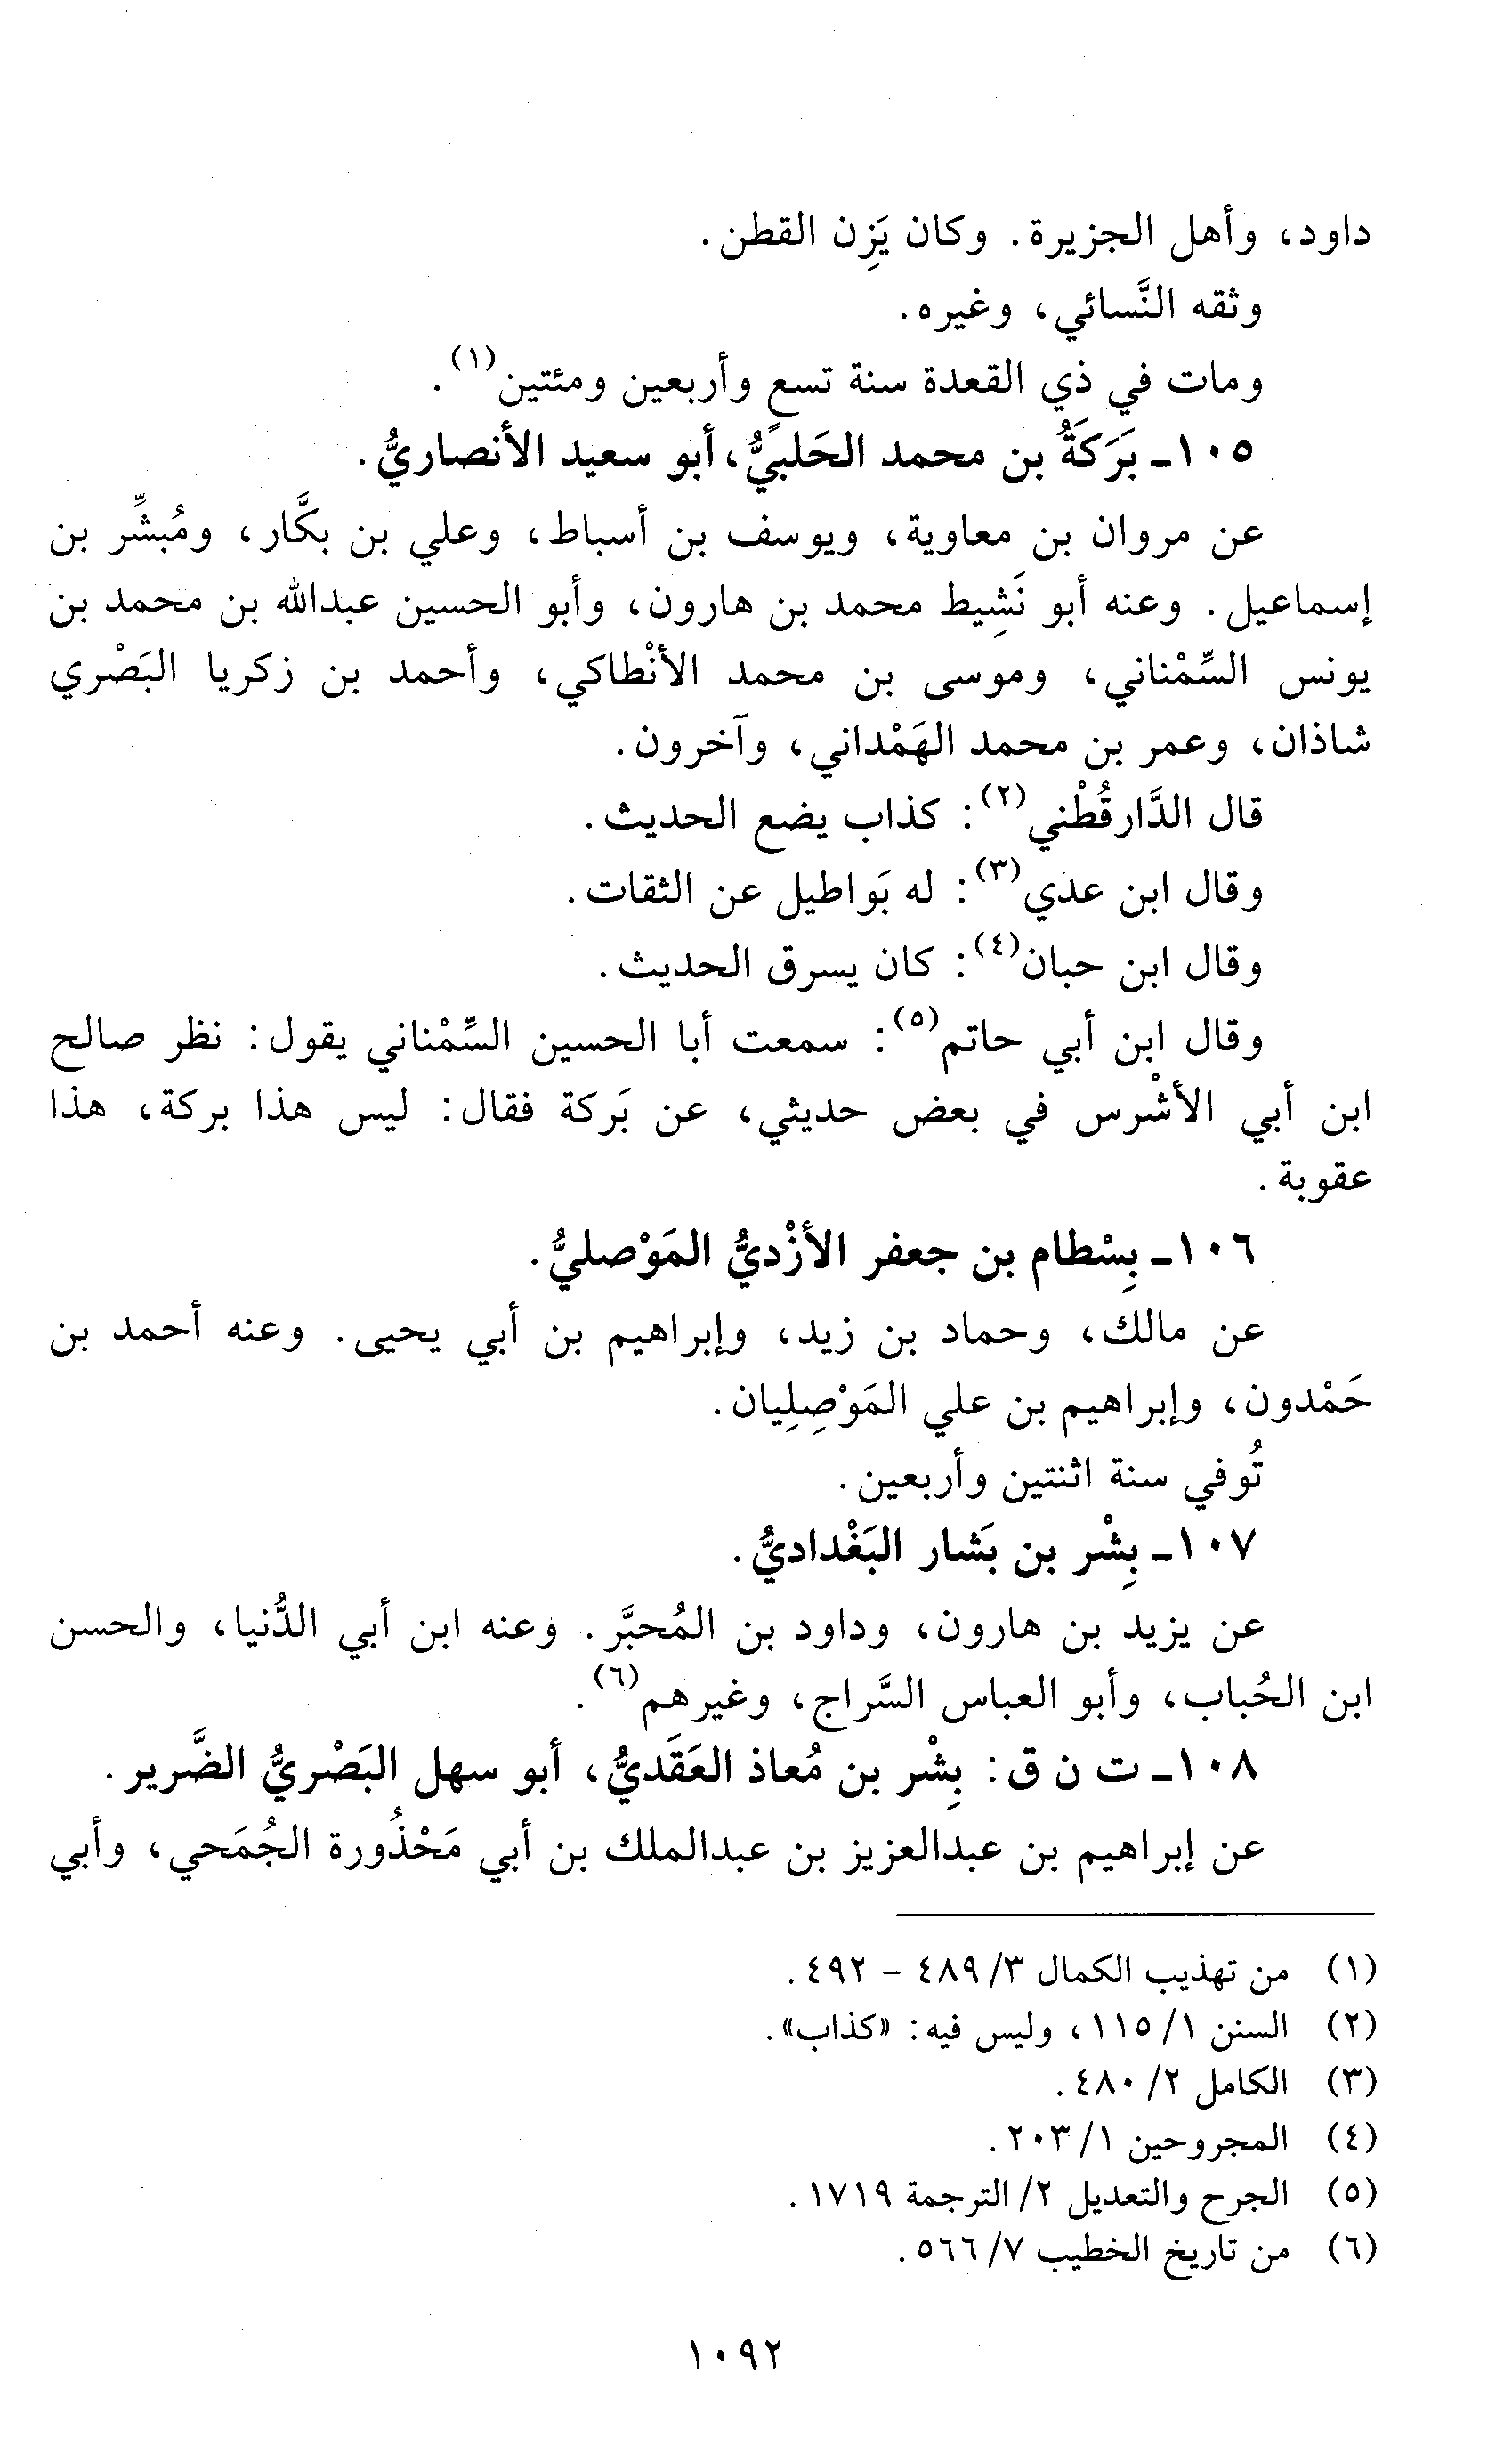 داود، وأهل الجزيرة. وكان يَزِن القطن.
وثقه النَّسائي، وغيره.
ومات في ذي القعدة سنة تسعٍ وأربعين ومئتين(١).
١٠٥ـ بَرَكَةُ بن محمد الحَلَبيُّ، أبو سعيد الأنصاريُّ.
عن مروان بن معاوية، ويوسف بن أسباط، وعلي بن بكَّار، ومُبشِّر بن
إسماعيل. وعنه أبو نَشِيط محمد بن هارون، وأبو الحسين عبدالله بن محمد بن
يونس السِّمْناني، وموسى بن محمد الأنْطاكي، وأحمد بن زكريا البَصْري
شاذان، وعمر بن محمد الهَمْداني، وآخرون.
قال الدَّارقُطْني(٢): كذاب يضع الحديث.
وقال ابن عدي(٣): له بَواطيل عن الثقات.
وقال ابن حبان(٤): كان يسرق الحديث.
وقال ابن أبي حاتم(٥): سمعت أبا الحسين السِّمْناني يقول: نظر صالح
ابن أبي الأشْرس في بعض حديثي، عن بَركة فقال: ليس هذا بركة، هذا
عقوبة.
١٠٦ـ بِسْطام بن جعفر الأزْديُّ المَوْصليُّ.
عن مالك، وحماد بن زيد، وإبراهيم بن أبي يحيى. وعنه أحمد بن
حَمْدون، وإبراهيم بن علي المَوْصِلِيان.
تُوفي سنة اثنتين وأربعين.
١٠٧ـ بِشْر بن بَشار البَغْداديُّ.
عن يزيد بن هارون، وداود بن المُحبَّر. وعنه ابن أبي الدُّنيا، والحسن
ابن الحُباب، وأبو العباس السَّراج، وغيرهم(٦).
١٠٨ـ ت ن ق: بِشْر بن مُعاذ العَقَديُّ، أبو سهل البَصْريُّ الضَّرير.
عن إبراهيم بن عبدالعزيز بن عبدالملك بن أبي مَحْذُورة الجُمَحي، وأبي
(١) من تهذيب الكمال ٣/ ٤٨٩ – ٤٩٢.
(٢) السنن ١/ ١١٥، وليس فيه: «كذاب».
(٣) الكامل ٢/ ٤٨٠.
(٤) المجروحين ١/ ٢٠٣.
(٥) الجرح والتعديل ٢/ الترجمة ١٧١٩.
(٦) من تاريخ الخطيب ٧/ ٥٦٦.
١٠٩٢